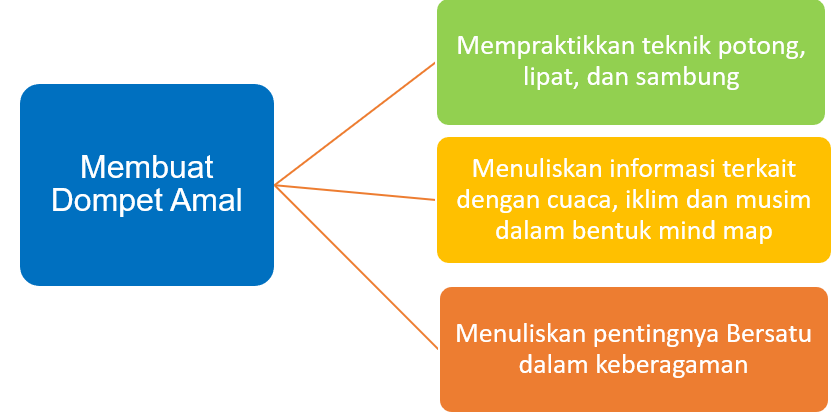 Membuat
Dompet Amal
Mempraktikkan teknik potong,
lipat, dan sambung
Menuliskan informasi terkait
dengan cuaca, iklim dan musim
dalam bentuk mind map
Menuliskan pentingnya Bersatu
dalam keberagaman